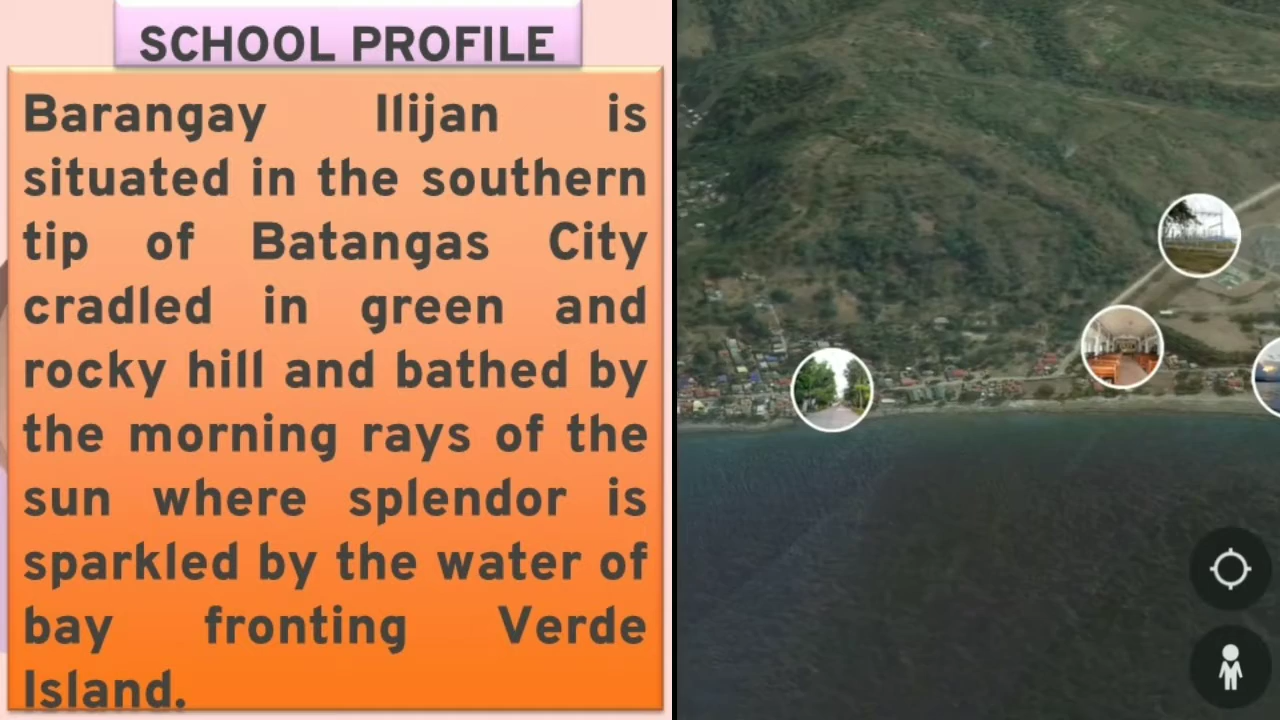 SCHOOL PROFILE
Barangay Ilijan is
situated in the southern
tip of Batangas City
cradled in green and
rocky hill and bathed by
the morning rays of the
sun where splendor is
sparkled by the water of
bay fronting Verde
Island.